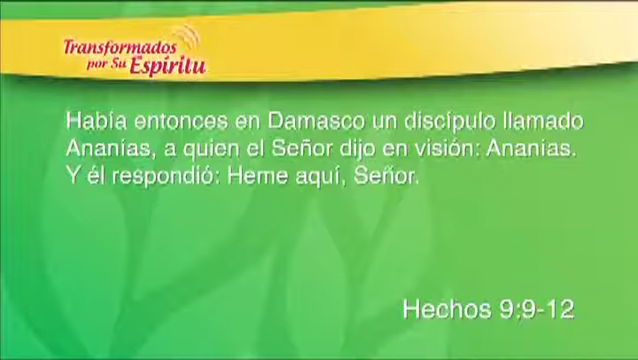 Transformados
por Su Espíritu
Había entonces en Damasco un discípulo llamado
Ananías, a quien el Señor dijo en visión: Ananías.
Y él respondió: Heme aquí, Señor.
Hechos 9:9-12